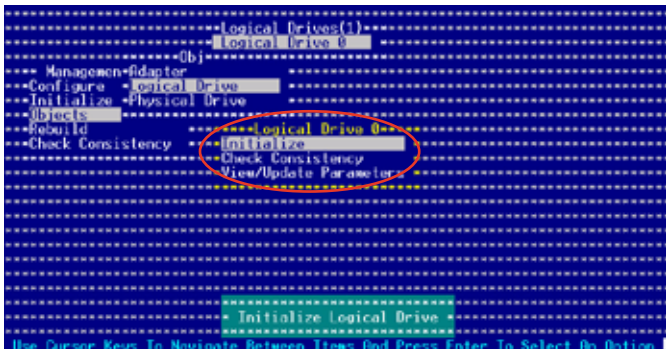 Logical Drives(1)
Logical Drive 0
Obj
Managemen Adapter
Configure Logical Drive
Initialize Physical Drive
Objects
Rebuild Logical Drive 0
Check Consistency Initialize
Check Consistency
View/Update Parameters
Initialize Logical Drive
Use Cursor Keys To Navigate Between Items And Press Enter To Select An Option